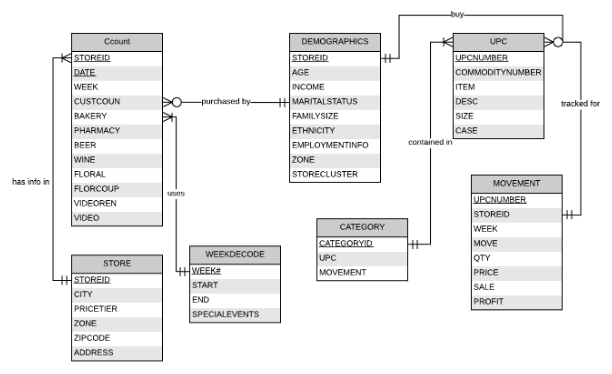 buy
Ccount
STOREID
DATE
WEEK
CUSTCOUN
BAKERY
PHARMACY
BEER
WINE
FLORAL
FLORCOUP
VIDEOREN
VIDEO
DEMOGRAPHICS
STOREID
AGE
INCOME
MARITALSTATUS
FAMILYSIZE
ETHNICITY
EMPLOYMENTINFO
ZONE
STORECLUSTER
UPC
UPCNUMBER
COMMODITYNUMBER
ITEM
DESC
SIZE
CASE
purchased by
tracked for
contained in
has info in
uses
MOVEMENT
UPCNUMBER
STOREID
WEEK
MOVE
QTY
PRICE
SALE
PROFIT
CATEGORY
CATEGORYID
UPC
MOVEMENT
WEEKDECODE
WEEK#
START
END
SPECIALEVENTS
STORE
STOREID
CITY
PRICETIER
ZONE
ZIPCODE
ADDRESS